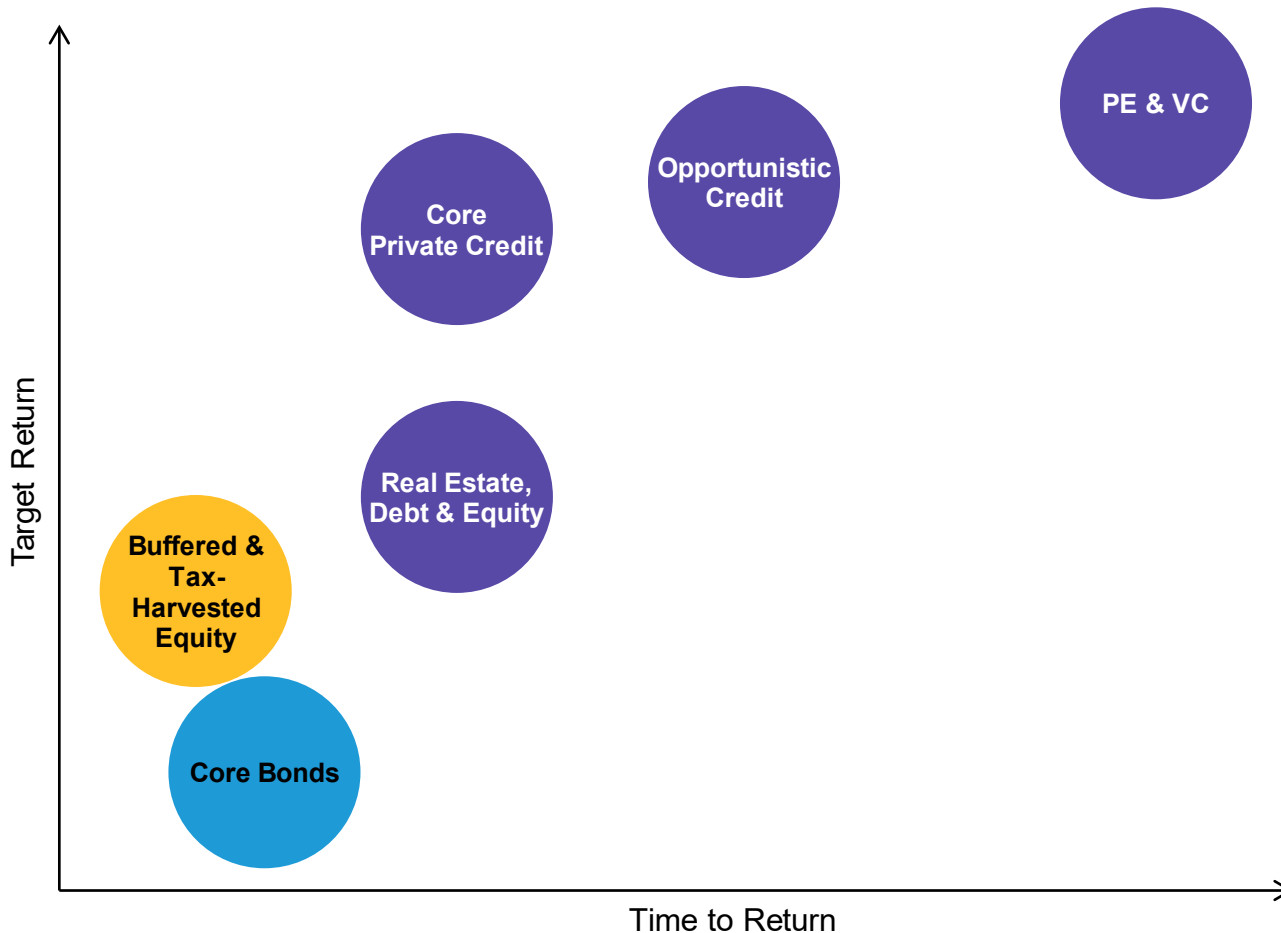 PE & VC
Opportunistic
Credit
Core
Private Credit
Real Estate,
Debt & Equity
Buffered &
Tax-
Harvested
Equity
Core Bonds
Target Return
Time to Return